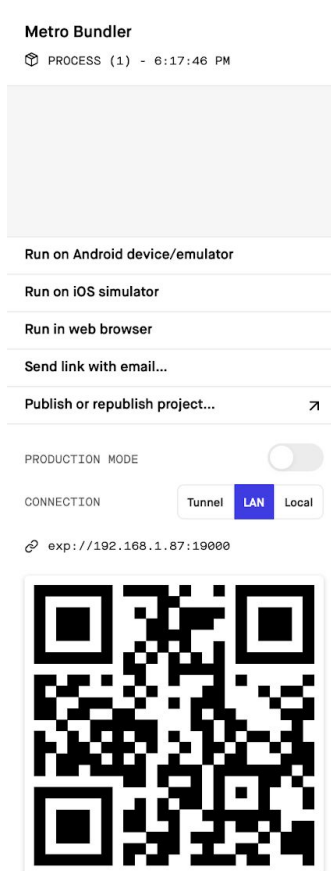 Metro Bundler
PROCESS (1) - 6:17:46 PM
Run on Android device/emulator
Run on iOS simulator
Run in web browser
Send link with email...
Publish or republish project...
PRODUCTION MODE
CONNECTION Tunnel LAN Local
exp://192.168.1.87:19000